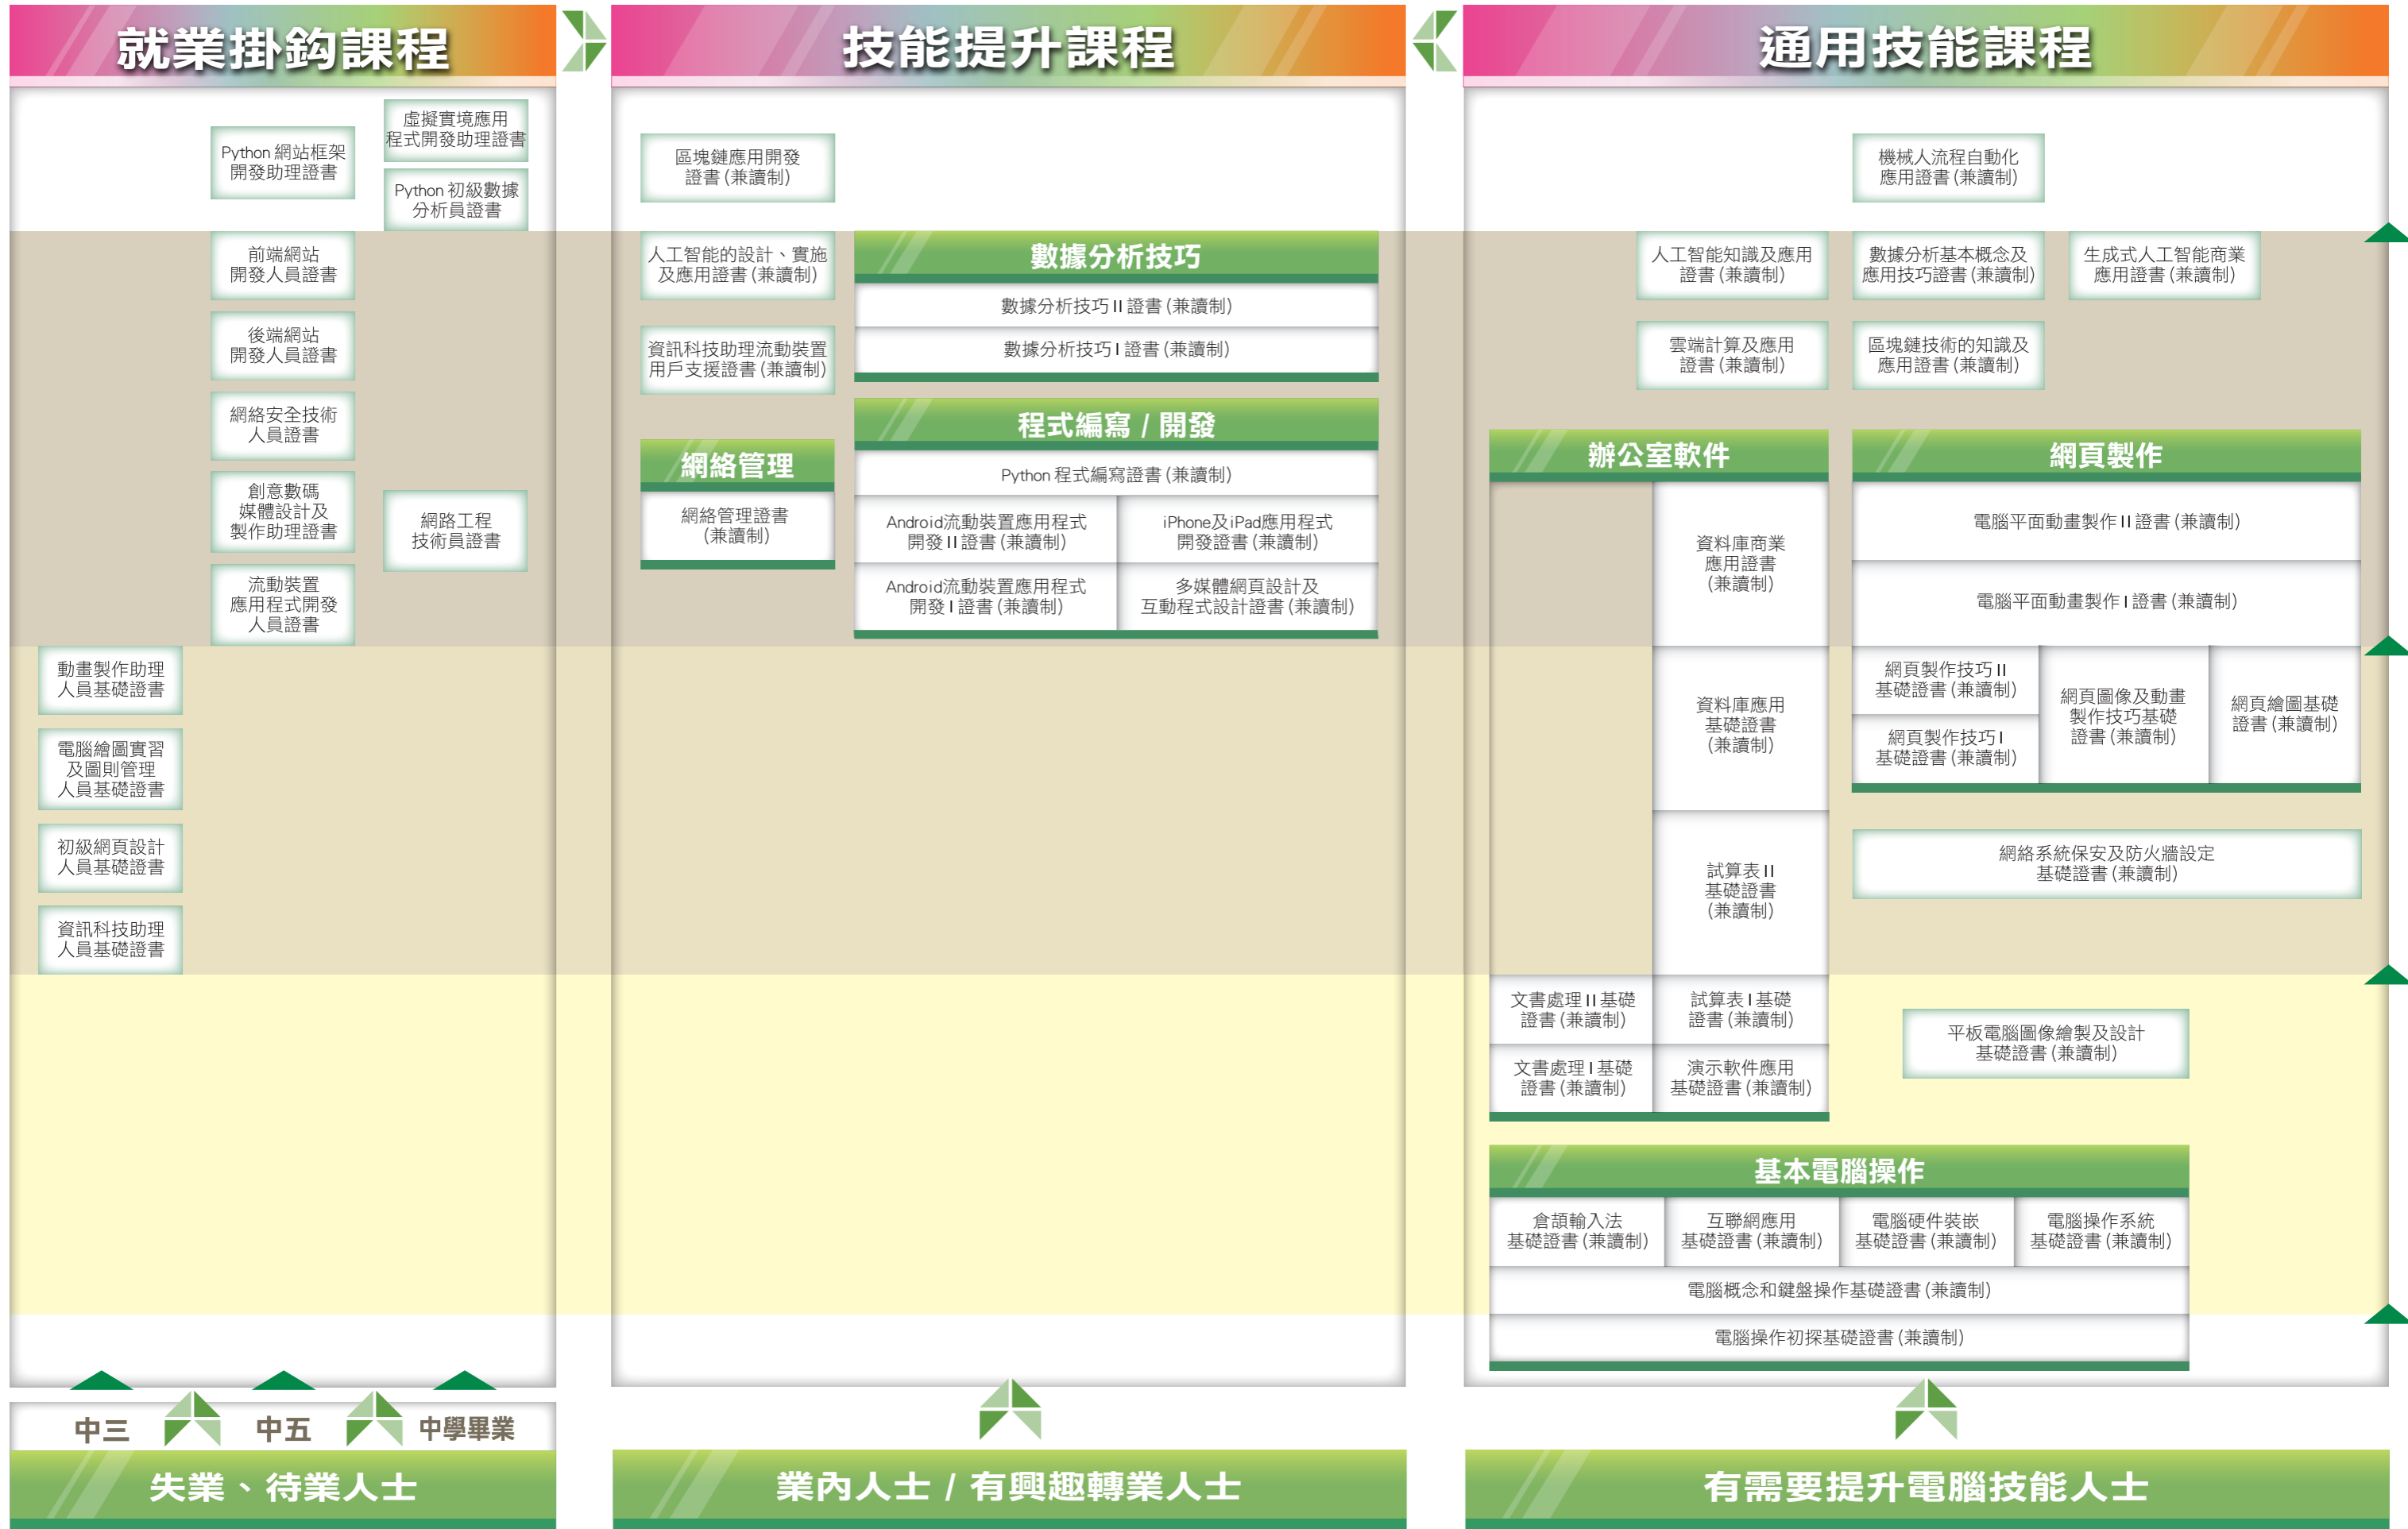 就業掛鈎課程
虛擬實境應用
程式開發助理證書
Python 網站框架
開發助理證書
Python 初級數據
分析員證書
前端網站
開發人員證書
後端網站
開發人員證書
網絡安全技術
人員證書
創意數碼
媒體設計及
製作助理證書
網路工程
技術員證書
流動裝置
應用程式開發
人員證書
動畫製作助理
人員基礎證書
電腦繪圖實習
及圖則管理
人員基礎證書
初級網頁設計
人員基礎證書
資訊科技助理
人員基礎證書
中三
中五
中學畢業
失業、待業人士
技能提升課程
區塊鏈應用開發
證書 (兼讀制)
人工智能的設計、實施
及應用證書 (兼讀制)
資訊科技助理流動裝置
用戶支援證書 (兼讀制)
網絡管理
網絡管理證書
(兼讀制)
數據分析技巧
數據分析技巧 II 證書 (兼讀制)
數據分析技巧 I 證書 (兼讀制)
程式編寫 / 開發
Python 程式編寫證書 (兼讀制)
Android流動裝置應用程式
開發 II 證書 (兼讀制)
iPhone及iPad應用程式
開發證書 (兼讀制)
Android流動裝置應用程式
開發 I 證書 (兼讀制)
多媒體網頁設計及
互動程式設計證書 (兼讀制)
業內人士 / 有興趣轉業人士
通用技能課程
機械人流程自動化
應用證書 (兼讀制)
人工智能知識及應用
證書 (兼讀制)
數據分析基本概念及
應用技巧證書 (兼讀制)
生成式人工智能商業
應用證書 (兼讀制)
雲端計算及應用
證書 (兼讀制)
區塊鏈技術的知識及
應用證書 (兼讀制)
辦公室軟件
資料庫商業
應用證書
(兼讀制)
資料庫應用
基礎證書
(兼讀制)
試算表 II
基礎證書
(兼讀制)
文書處理 II 基礎
證書 (兼讀制)
試算表 I 基礎
證書 (兼讀制)
文書處理 I 基礎
證書 (兼讀制)
演示軟件應用
基礎證書 (兼讀制)
網頁製作
電腦平面動畫製作 II 證書 (兼讀制)
電腦平面動畫製作 I 證書 (兼讀制)
網頁製作技巧 II
基礎證書 (兼讀制)
網頁製作技巧 I
基礎證書 (兼讀制)
網頁圖像及動畫
製作技巧基礎
證書 (兼讀制)
網頁繪圖基礎
證書 (兼讀制)
網絡系統保安及防火牆設定
基礎證書 (兼讀制)
平板電腦圖像繪製及設計
基礎證書 (兼讀制)
基本電腦操作
倉頡輸入法
基礎證書 (兼讀制)
互聯網應用
基礎證書 (兼讀制)
電腦硬件裝嵌
基礎證書 (兼讀制)
電腦操作系統
基礎證書 (兼讀制)
電腦概念和鍵盤操作基礎證書 (兼讀制)
電腦操作初探基礎證書 (兼讀制)
有需要提升電腦技能人士